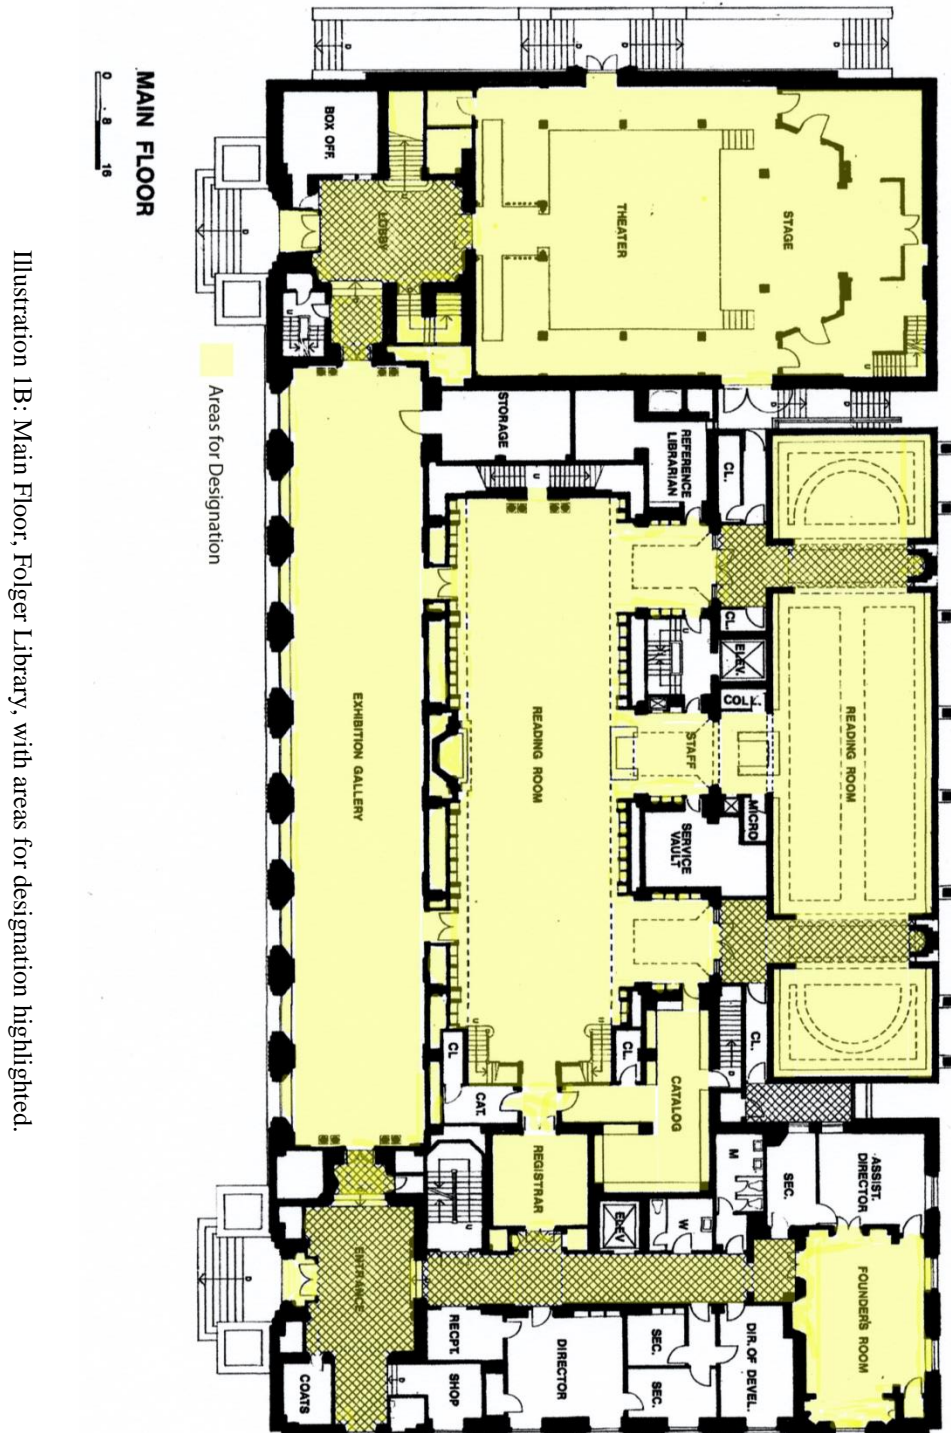 MAIN FLOOR
0 8 16
BOX OFF.
LOBBY
THEATER
STAGE
Areas for Designation
STORAGE
REFERENCE
LIBRARIAN
CL.
CL.
ELEV.
COLL.
STAFF
MICRO
SERVICE
VAULT
EXHIBITION GALLERY
READING ROOM
READING ROOM
CL
CAT.
CL.
CATALOG
CL.
REGISTRAR
ELEV
W
M
SEC.
ASSIST.
DIRECTOR
ENTRANCE
FOUNDER'S ROOM
RECPT.
DIRECTOR
SEC.
SEC.
DIR. OF DEVEL.
COATS
SHOP
Illustration 1B: Main Floor, Folger Library, with areas for designation highlighted.